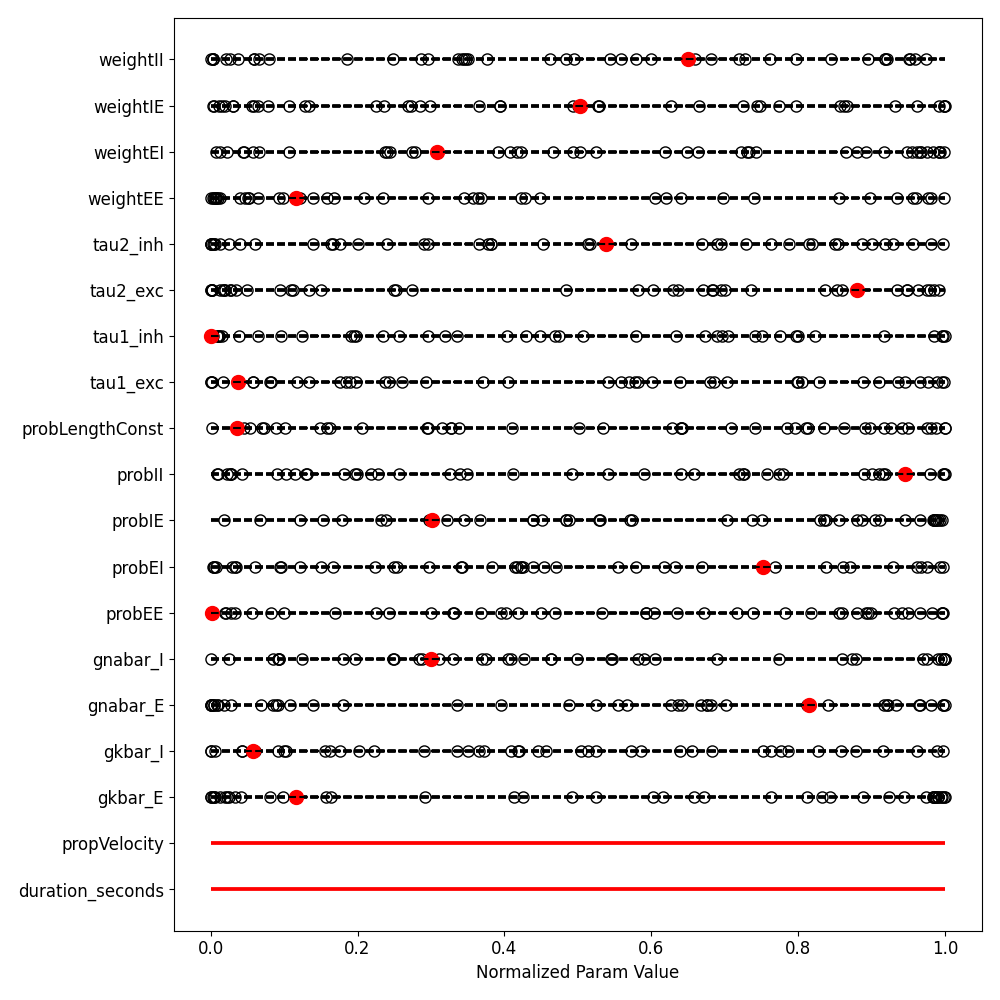 weightII
weightIE
weightEI
weightEE
tau2_inh
tau2_exc
tau1_inh
tau1_exc
probLengthConst
probII
probIE
probEI
probEE
gnabar_I
gnabar_E
gkbar_I
gkbar_E
propVelocity
duration_seconds
0.0 0.2 0.4 0.6 0.8 1.0
Normalized Param Value